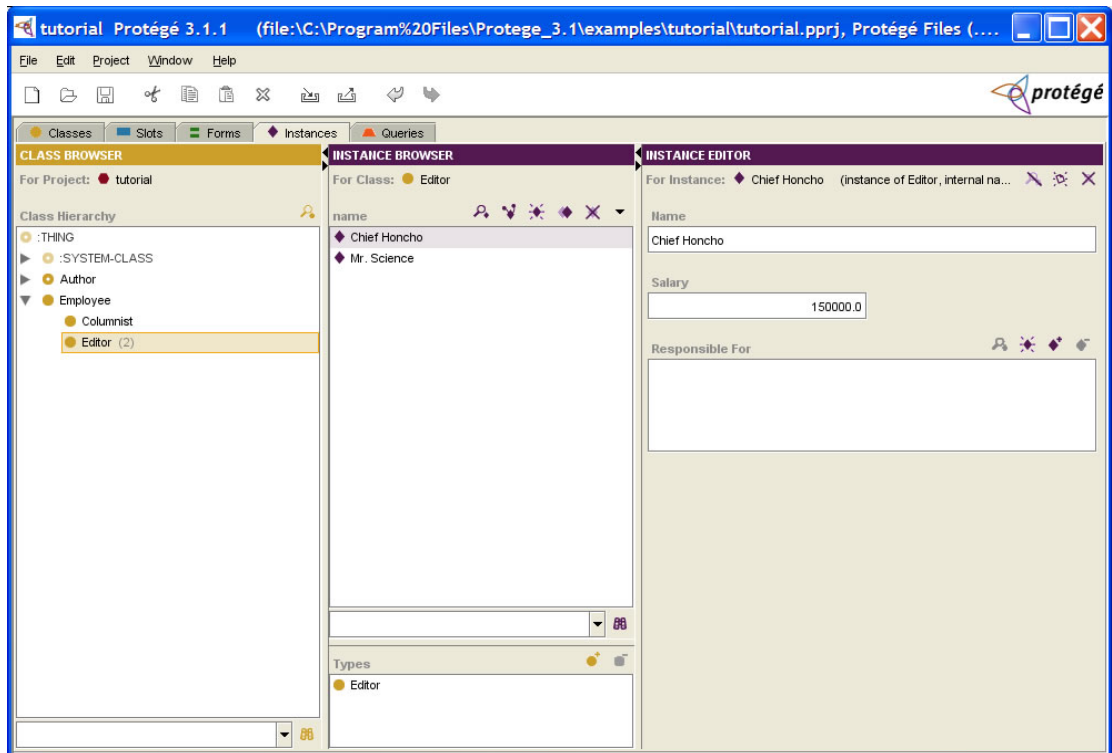 tutorial Protégé 3.1.1 (file:\C:\Program%20Files\Protege_3.1\examples\tutorial\tutorial.pprj, Protégé Files (....
File Edit Project Window Help
protégé
Classes Slots Forms Instances Queries
CLASS BROWSER
For Project: tutorial
Class Hierarchy
:THING
:SYSTEM-CLASS
Author
Employee
Columnist
Editor (2)
INSTANCE BROWSER
For Class: Editor
name
Chief Honcho
Mr. Science
Types
Editor
INSTANCE EDITOR
For Instance: Chief Honcho (instance of Editor, internal na...
Name
Chief Honcho
Salary
150000.0
Responsible For